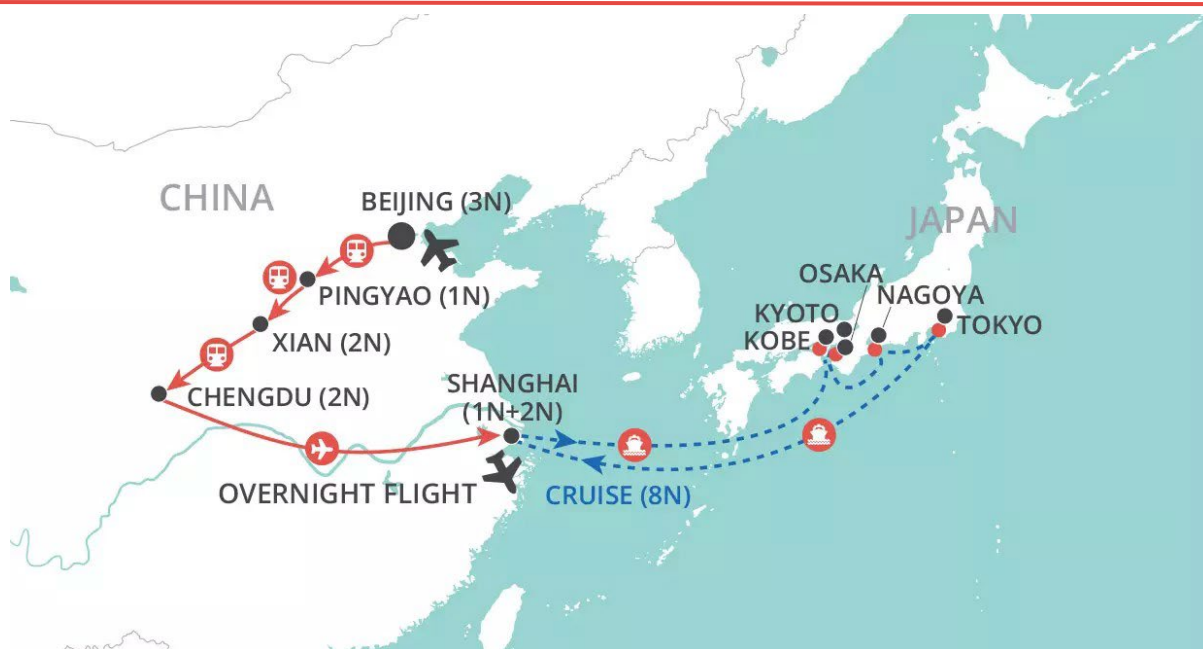 CHINA
BEIJING (3N)
PINGYAO (1N)
XIAN (2N)
CHENGDU (2N)
SHANGHAI
(1N+2N)
OVERNIGHT FLIGHT
CRUISE (8N)
JAPAN
OSAKA
NAGOYA
KYOTO
TOKYO
KOBE